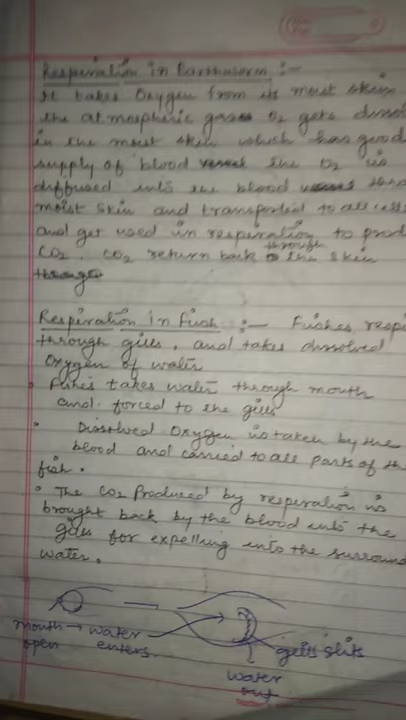 Respiration in Earthworm :-
It takes Oxygen from its moist skin
the atmospheric gases O2 gets dissol
in the moist skin which has good
supply of blood the O2 is
diffused into the blood thro
moist skin and transported to all cells
and get used in respiration to prod
CO2. CO2 return back to the skin
through
through
Respiration in Fish :- Fishes respi
through gills, and takes dissolved
Oxygen of water
• Fishes takes water through mouth
and forced to the gills
• Dissolved Oxygen is taken by the
blood and carried to all parts of th
fish.
• The CO2 Produced by respiration is
brought back by the blood into the
gills for expelling into the surroun
water.
mouth → water
open enters
gills slits
water
out